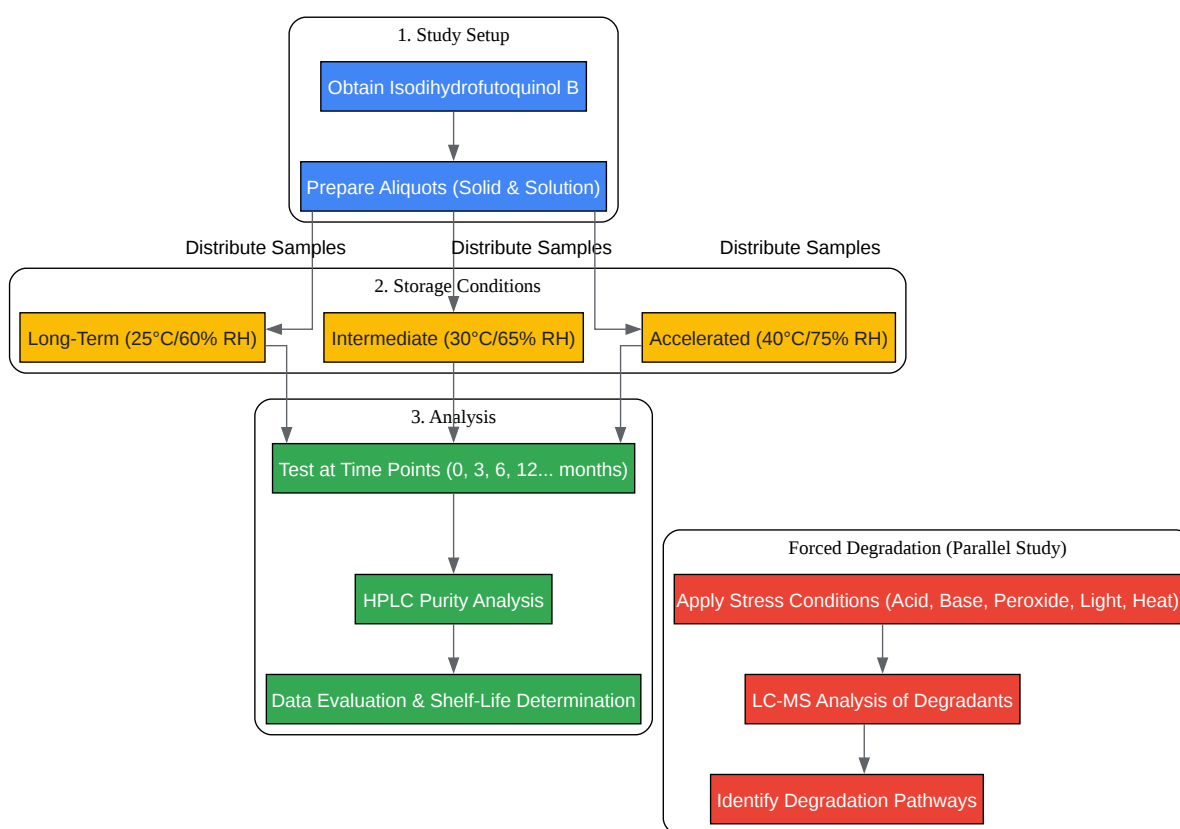 1. Study Setup
Obtain Isodihydrofutoquinol B
Prepare Aliquots (Solid & Solution)
Distribute Samples
Distribute Samples
Distribute Samples
2. Storage Conditions
Long-Term (25°C/60% RH)
Intermediate (30°C/65% RH)
Accelerated (40°C/75% RH)
3. Analysis
Test at Time Points (0, 3, 6, 12... months)
HPLC Purity Analysis
Data Evaluation & Shelf-Life Determination
Forced Degradation (Parallel Study)
Apply Stress Conditions (Acid, Base, Peroxide, Light, Heat)
LC-MS Analysis of Degradants
Identify Degradation Pathways